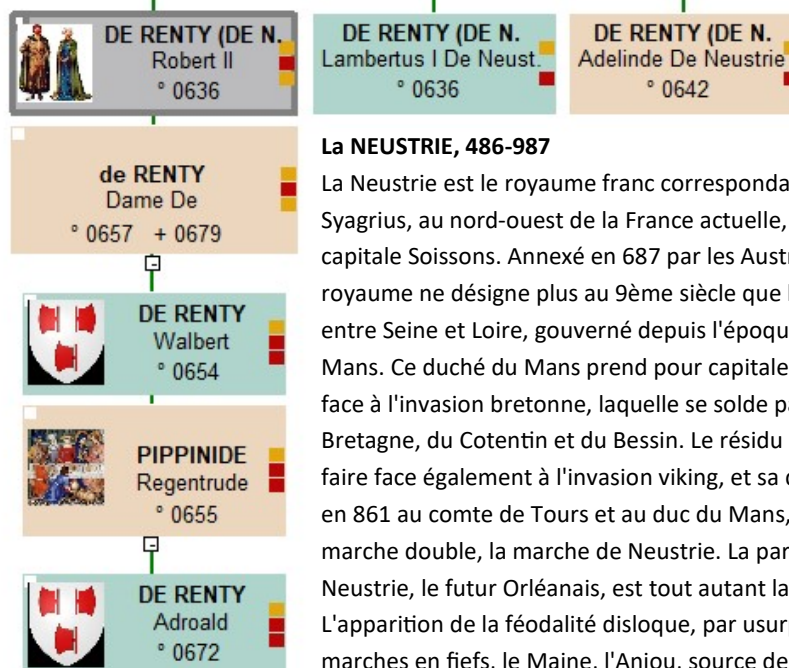 DE RENTY (DE N.
Robert II
° 0636
DE RENTY (DE N.
Lambertus I De Neust.
° 0636
DE RENTY (DE N.
Adelinde De Neustrie
° 0642
de RENTY
Dame De
° 0657 + 0679
DE RENTY
Walbert
° 0654
PIPPINIDE
Regentrude
° 0655
DE RENTY
Adroald
° 0672
La NEUSTRIE, 486-987
La Neustrie est le royaume franc corresponda
Syagrius, au nord-ouest de la France actuelle,
capitale Soissons. Annexé en 687 par les Austr
royaume ne désigne plus au 9ème siècle que
entre Seine et Loire, gouverné depuis l'époqu
Mans. Ce duché du Mans prend pour capitale
face à l'invasion bretonne, laquelle se solde pa
Bretagne, du Cotentin et du Bessin. Le résidu
faire face également à l'invasion viking, et sa
en 861 au comte de Tours et au duc du Mans,
marche double, la marche de Neustrie. La par
Neustrie, le futur Orléanais, est tout autant la
L'apparition de la féodalité disloque, par usurp
marches en fiefs, le Maine, l'Anjou, source de